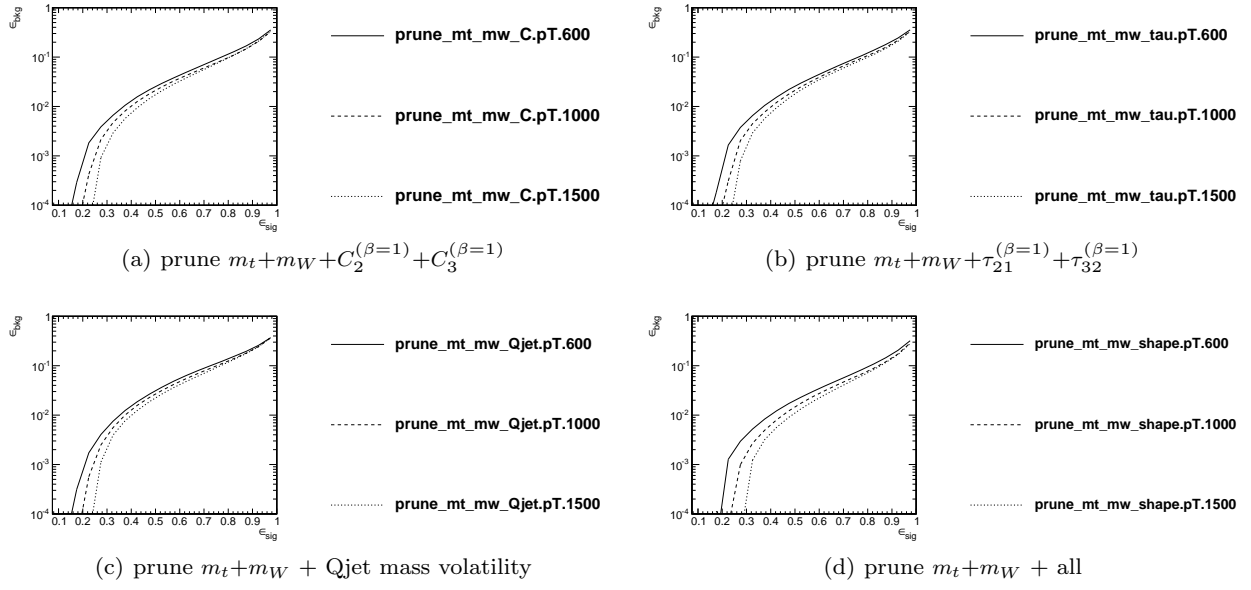 ϵ_bkg
1
10^-1
10^-2
10^-3
10^-4
0.1 0.2 0.3 0.4 0.5 0.6 0.7 0.8 0.9 1
ϵ_sig
prune_mt_mw_C.pT.600
prune_mt_mw_C.pT.1000
prune_mt_mw_C.pT.1500
(a) prune m_t+m_W+C_2^(β=1)+C_3^(β=1)
ϵ_bkg
1
10^-1
10^-2
10^-3
10^-4
0.1 0.2 0.3 0.4 0.5 0.6 0.7 0.8 0.9 1
ϵ_sig
prune_mt_mw_tau.pT.600
prune_mt_mw_tau.pT.1000
prune_mt_mw_tau.pT.1500
(b) prune m_t+m_W+τ_21^(β=1)+τ_32^(β=1)
ϵ_bkg
1
10^-1
10^-2
10^-3
10^-4
0.1 0.2 0.3 0.4 0.5 0.6 0.7 0.8 0.9 1
ϵ_sig
prune_mt_mw_Qjet.pT.600
prune_mt_mw_Qjet.pT.1000
prune_mt_mw_Qjet.pT.1500
(c) prune m_t+m_W + Qjet mass volatility
ϵ_bkg
1
10^-1
10^-2
10^-3
10^-4
0.1 0.2 0.3 0.4 0.5 0.6 0.7 0.8 0.9 1
ϵ_sig
prune_mt_mw_shape.pT.600
prune_mt_mw_shape.pT.1000
prune_mt_mw_shape.pT.1500
(d) prune m_t+m_W + all